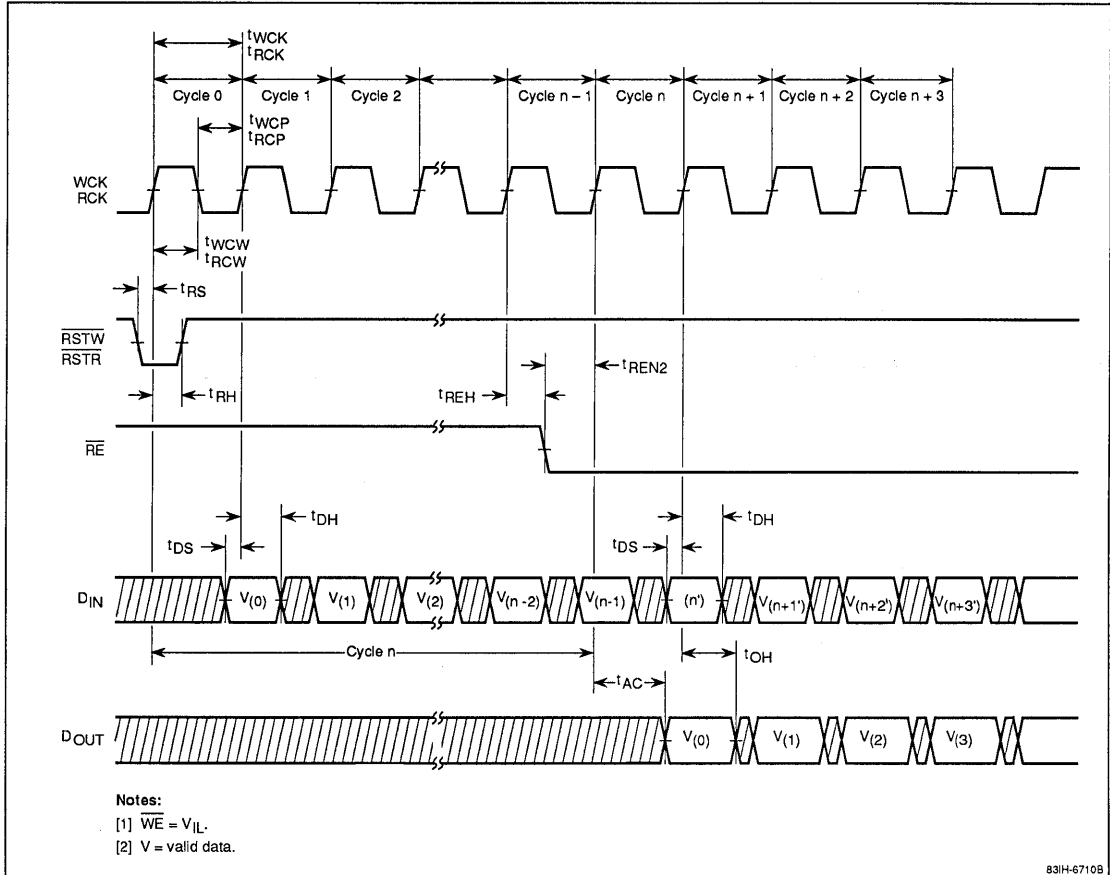 tWCK
tRCK
Cycle 0 Cycle 1 Cycle 2 Cycle n – 1 Cycle n Cycle n + 1 Cycle n + 2 Cycle n + 3
tWCP
tRCP
WCK
RCK
tWCW
tRCW
tRS
RSTW
RSTR
tREN2
tRH
tREH
RE
tDH
tDH
tDS
tDS
DIN V(0) V(1) V(2) V(n-2) V(n-1) (n') V(n+1') V(n+2') V(n+3')
Cycle n
tOH
tAC
DOUT V(0) V(1) V(2) V(3)
Notes:
[1] WE = VIL.
[2] V = valid data.
83IH-6710B